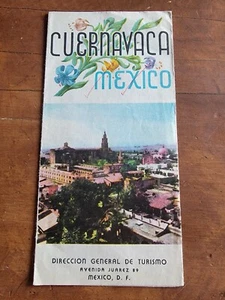 CUERNAVACA
MEXICO
DIRECCION GENERAL DE TURISMO
AVENIDA JUAREZ 89
MEXICO, D. F.